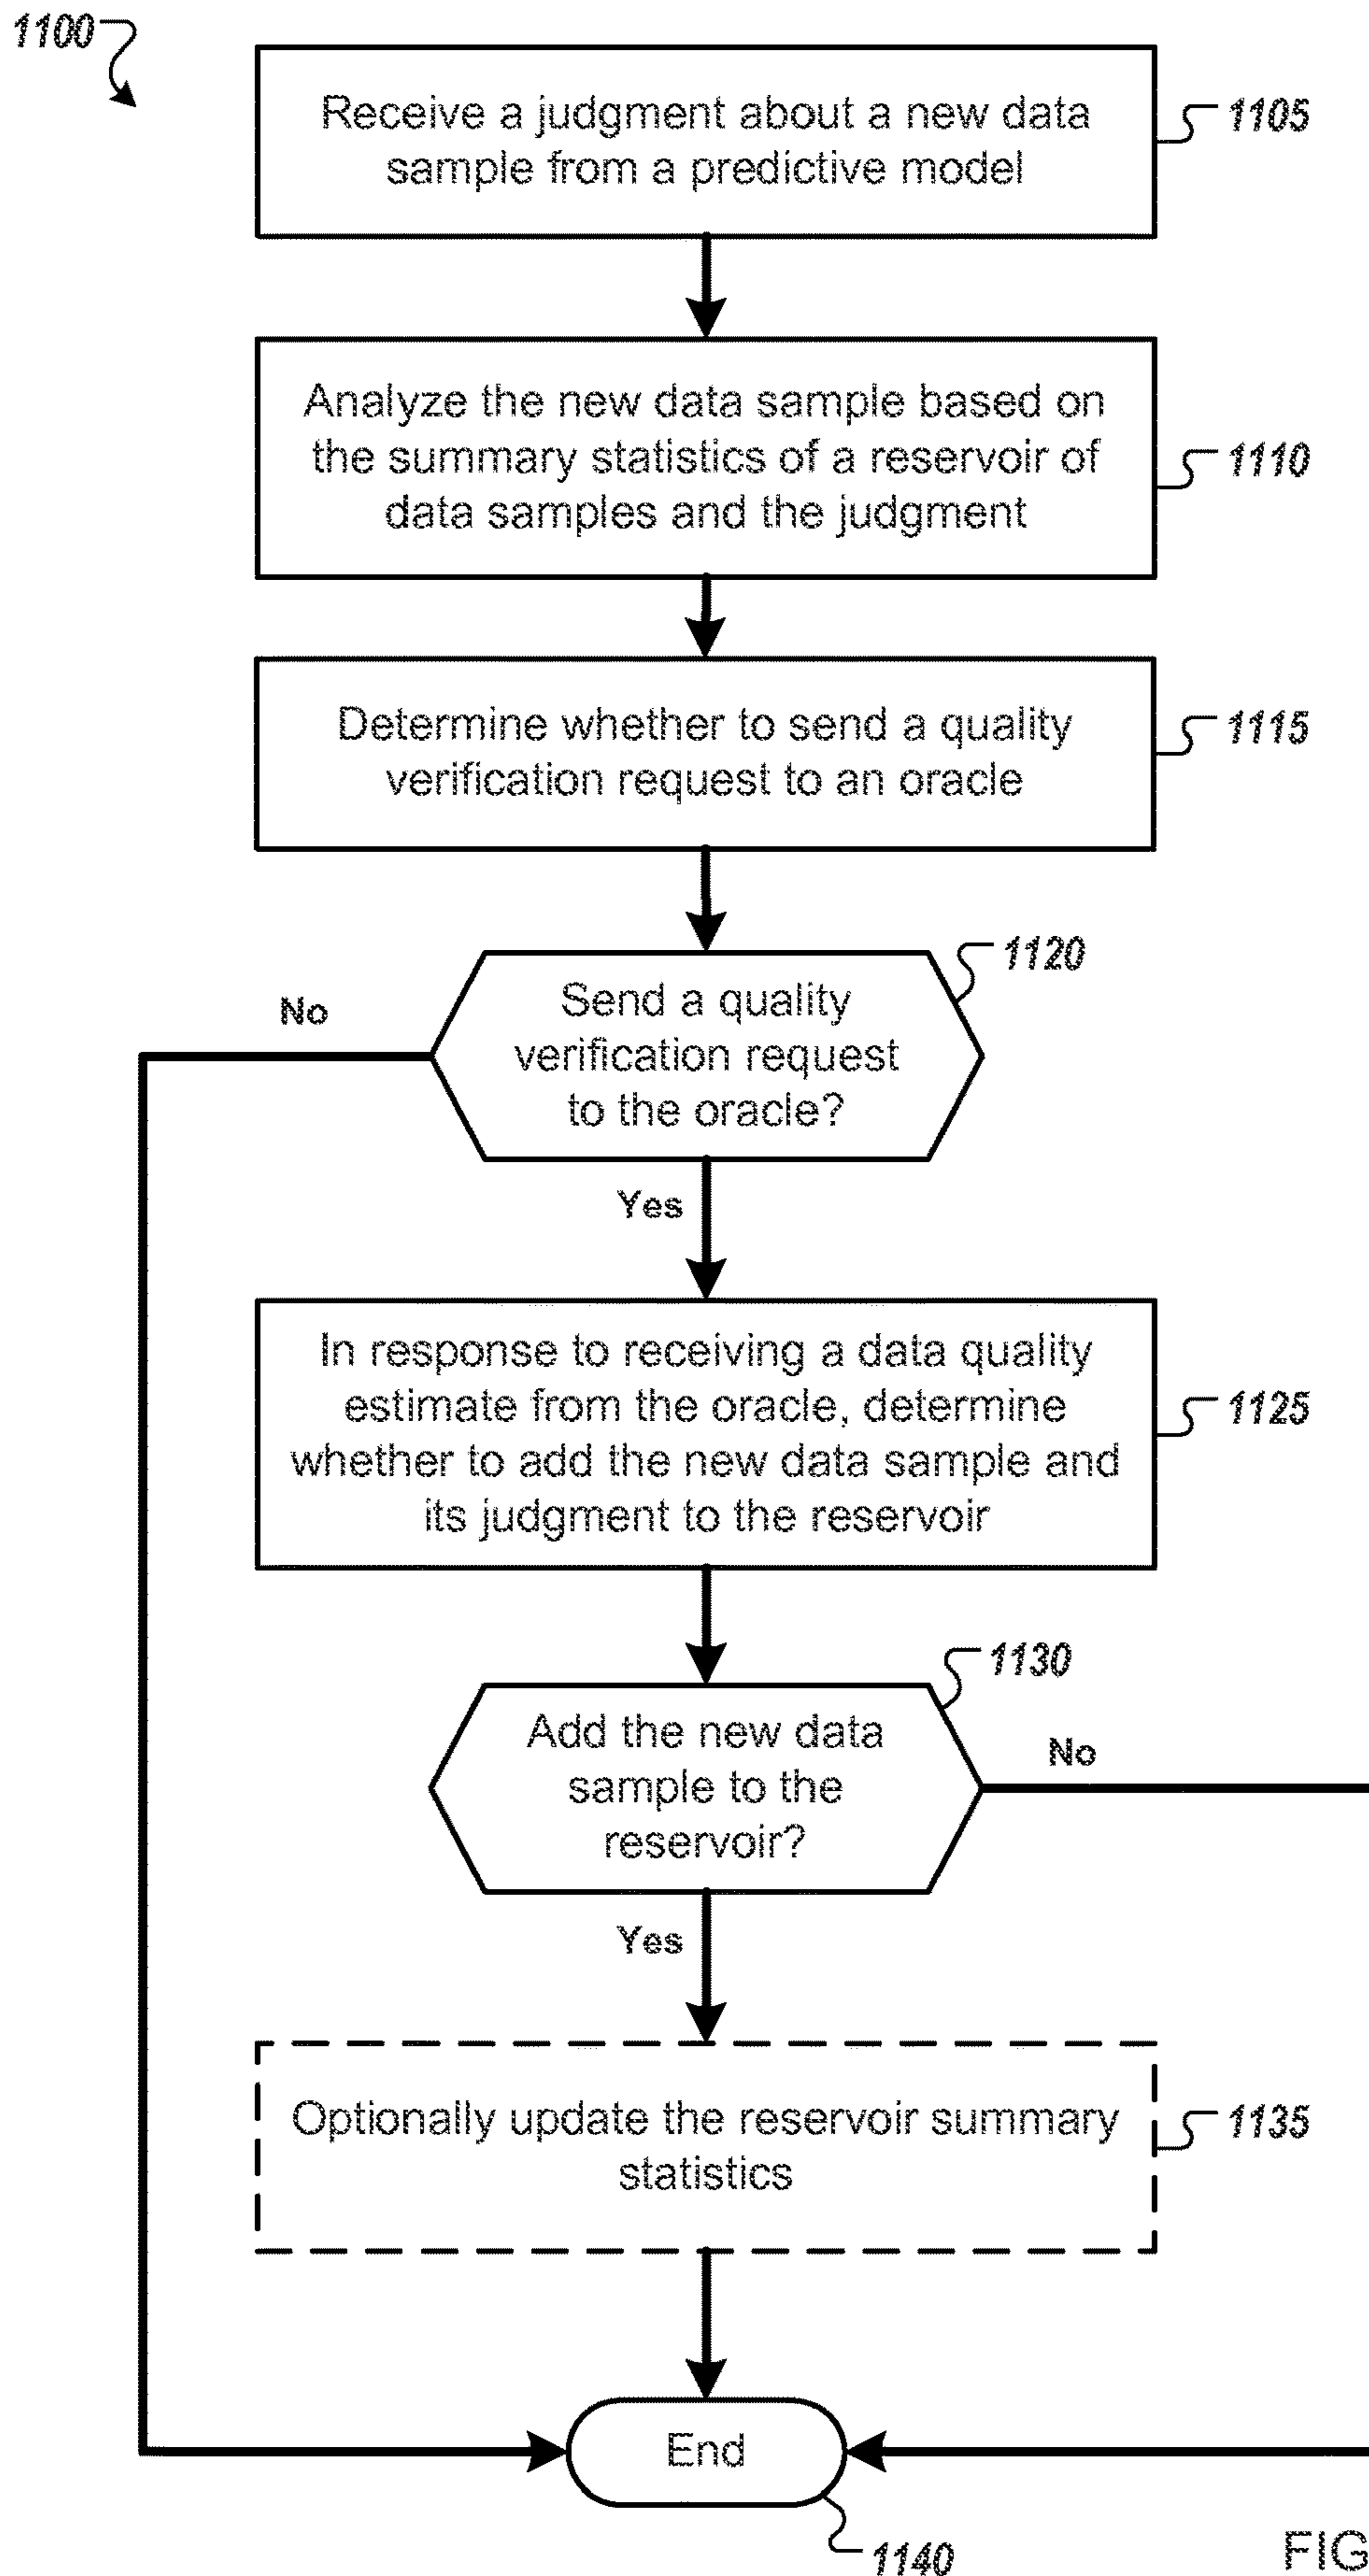 1100
Receive a judgment about a new data
sample from a predictive model
1105
Analyze the new data sample based on
the summary statistics of a reservoir of
data samples and the judgment
1110
Determine whether to send a quality
verification request to an oracle
1115
1120
Send a quality
verification request
to the oracle?
No
Yes
In response to receiving a data quality
estimate from the oracle, determine
whether to add the new data sample and
its judgment to the reservoir
1125
1130
Add the new data
sample to the
reservoir?
No
Yes
Optionally update the reservoir summary
statistics
1135
End
1140
FIG